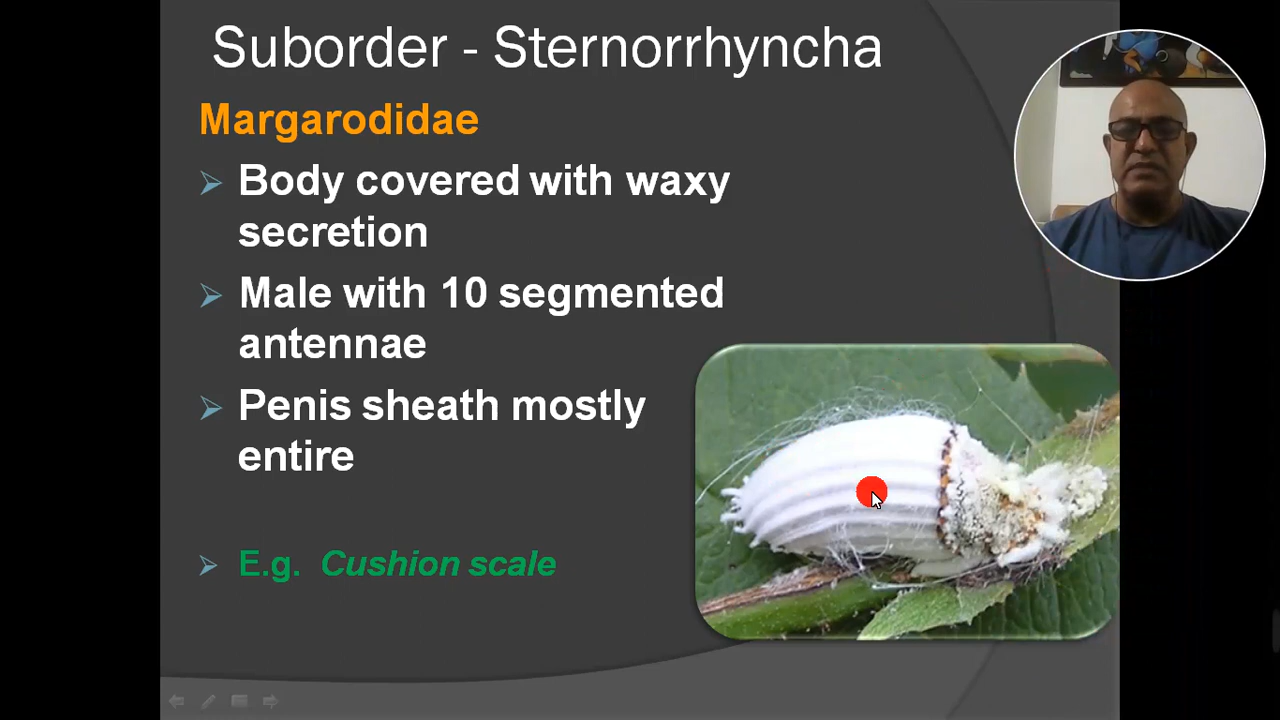 Suborder - Sternorrhyncha
Margarodidae
Body covered with waxy
secretion
Male with 10 segmented
antennae
Penis sheath mostly
entire
E.g. Cushion scale